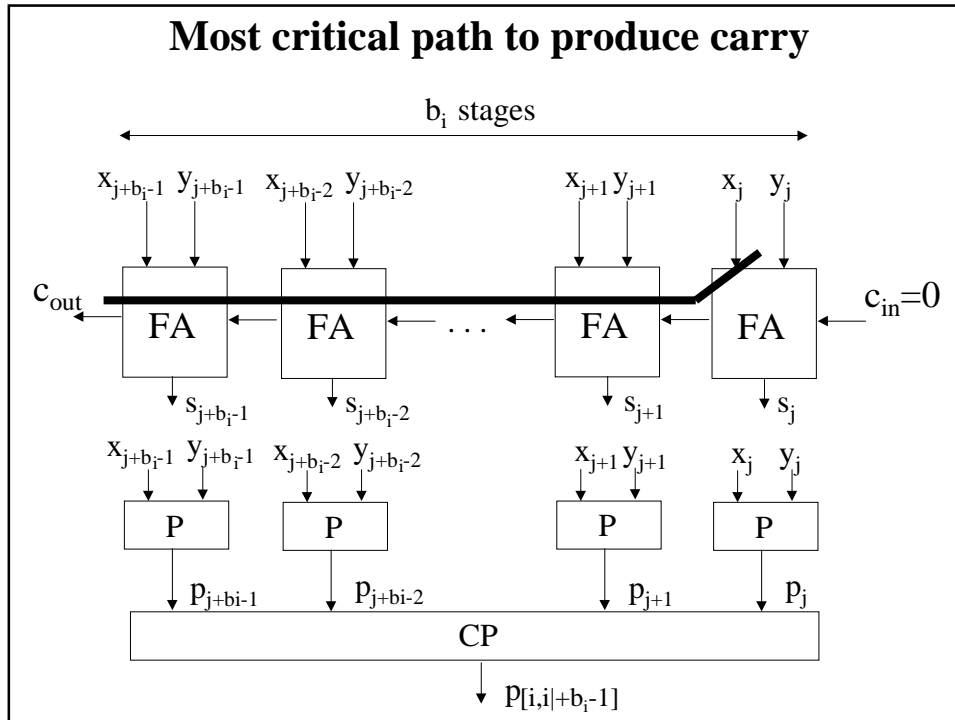 Most critical path to produce carry
b_i stages
x_{j+b_i-1} y_{j+b_i-1} x_{j+b_i-2} y_{j+b_i-2} x_{j+1} y_{j+1} x_j y_j
c_out FA FA . . . FA FA c_in=0
s_{j+b_i-1} s_{j+b_i-2} s_{j+1} s_j
x_{j+b_i-1} y_{j+b_i-1} x_{j+b_i-2} y_{j+b_i-2} x_{j+1} y_{j+1} x_j y_j
P P P P
p_{j+bi-1} p_{j+bi-2} p_{j+1} p_j
CP
p_{[i,i|+b_i-1]}